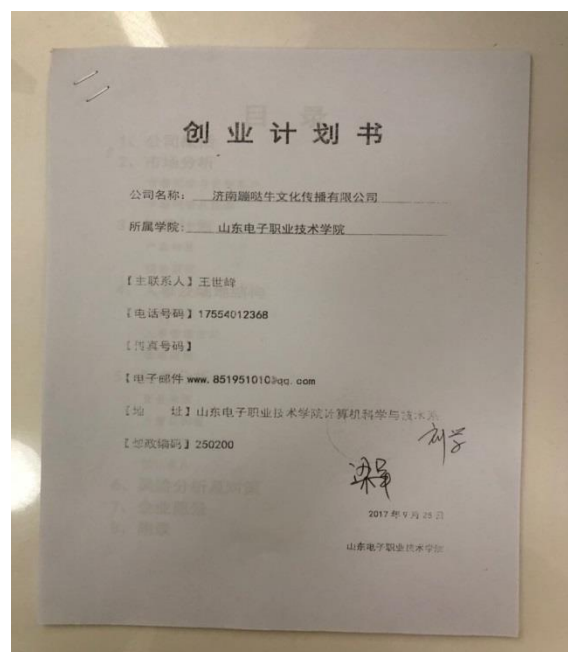 创业计划书
公司名称: 济南蹦哒牛文化传播有限公司
所属学院: 山东电子职业技术学院
【主联系人】王世峰
【电话号码】17554012368
【传真号码】
【电子邮件 www.851951010@qq.com
【地 址】山东电子职业技术学院计算机科学与技术系
【邮政编码】250200
2017年9月25日
山东电子职业技术学院